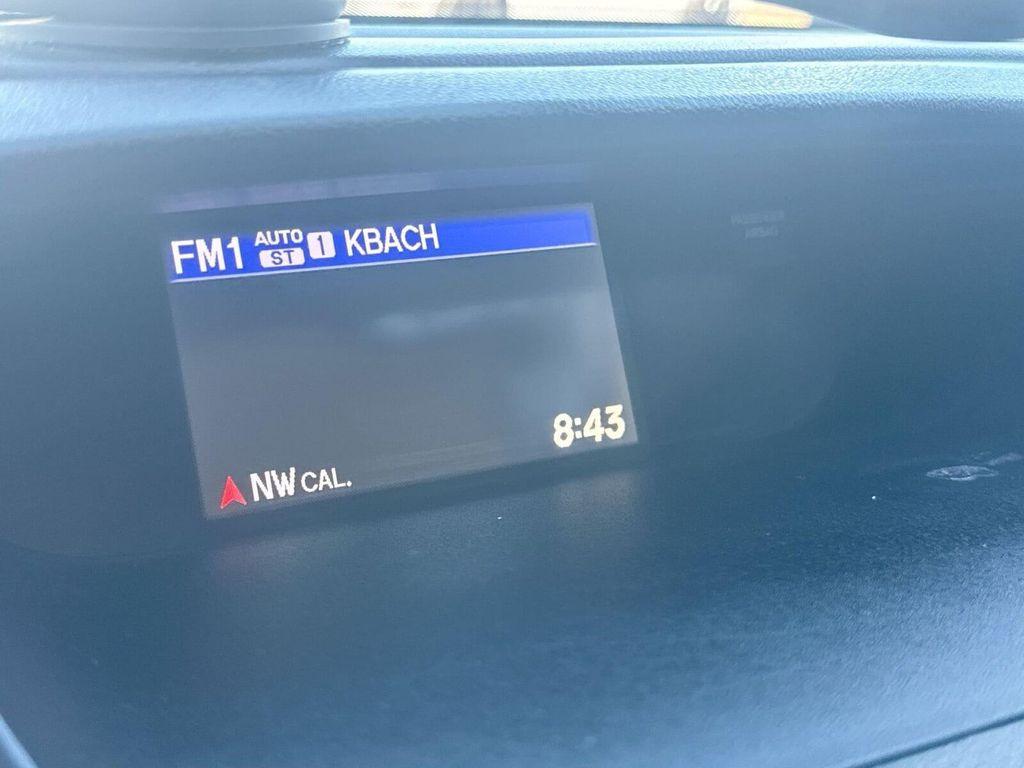 FM1 AUTO ST 1 KBACH
8:43
NW CAL.